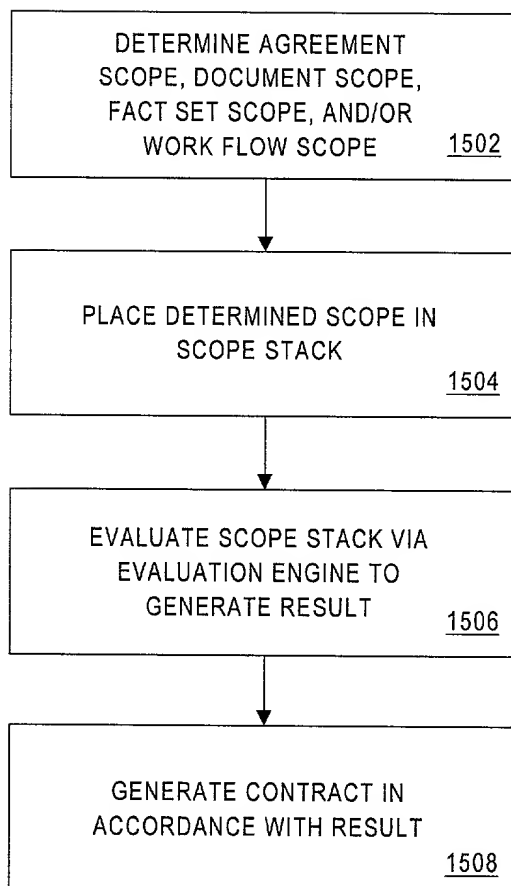 DETERMINE AGREEMENT
SCOPE, DOCUMENT SCOPE,
FACT SET SCOPE, AND/OR
WORK FLOW SCOPE
1502
PLACE DETERMINED SCOPE IN
SCOPE STACK
1504
EVALUATE SCOPE STACK VIA
EVALUATION ENGINE TO
GENERATE RESULT
1506
GENERATE CONTRACT IN
ACCORDANCE WITH RESULT
1508